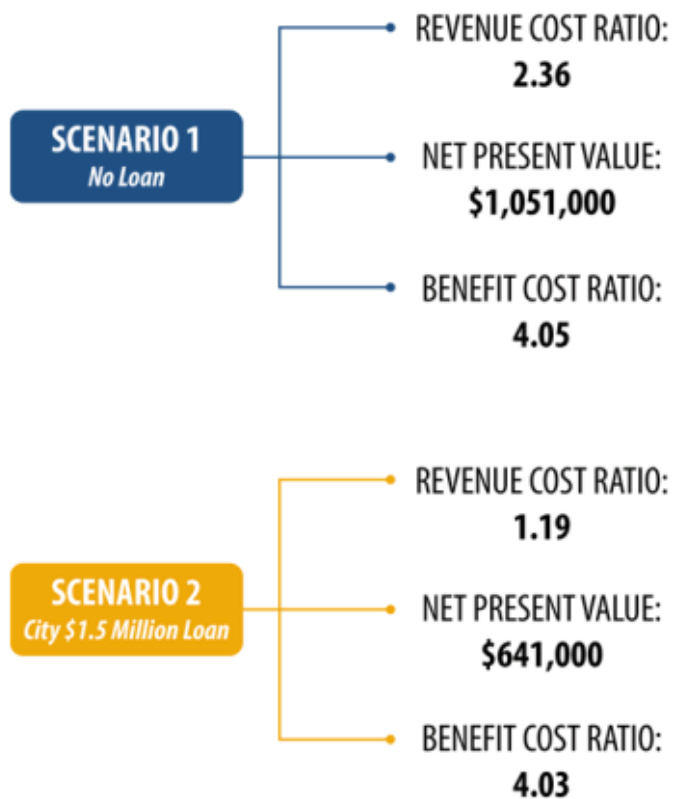 REVENUE COST RATIO:
2.36
SCENARIO 1
No Loan
NET PRESENT VALUE:
$1,051,000
BENEFIT COST RATIO:
4.05
REVENUE COST RATIO:
1.19
SCENARIO 2
City $1.5 Million Loan
NET PRESENT VALUE:
$641,000
BENEFIT COST RATIO:
4.03